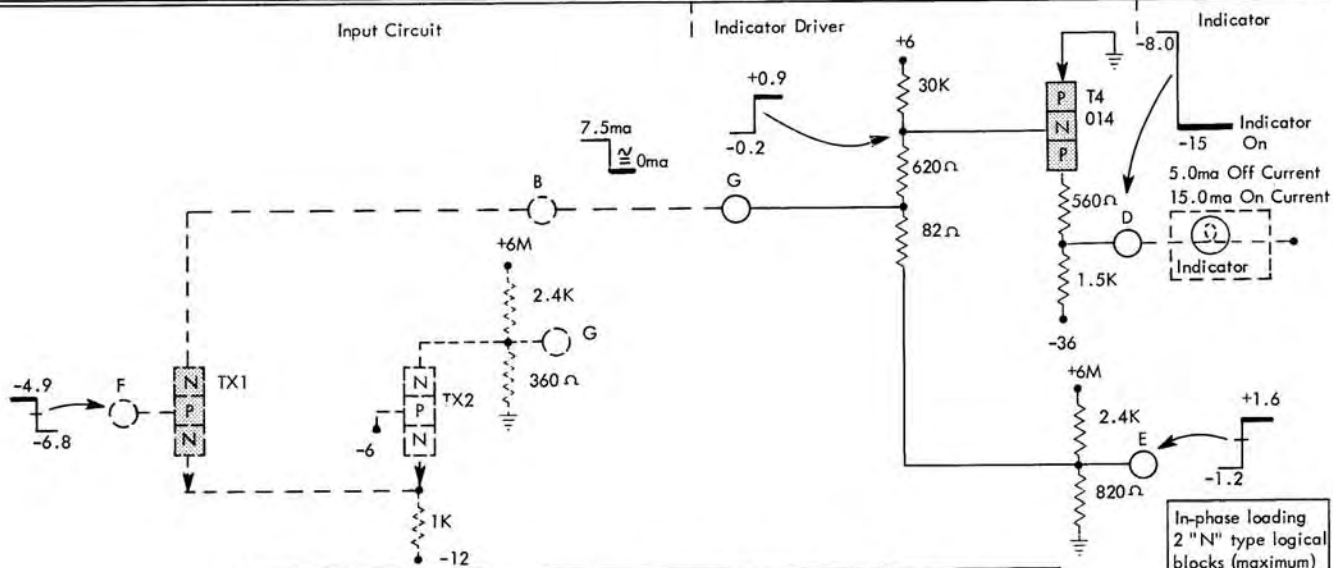 Input Circuit
Indicator Driver
Indicator
+6
-8.0
+0.9
30K
P
T4
N
014
P
-0.2
Indicator
On
-15
7.5ma
≅ 0ma
5.0ma Off Current
15.0ma On Current
620Ω
560Ω
B
G
D
82Ω
Indicator
+6M
1.5K
2.4K
-36
G
+6M
360Ω
+1.6
-4.9
F
N
TX1
P
N
N
TX2
P
N
-6.8
-6
2.4K
E
-1.2
820Ω
1K
-12
In-phase loading
2 "N" type logical
blocks (maximum)